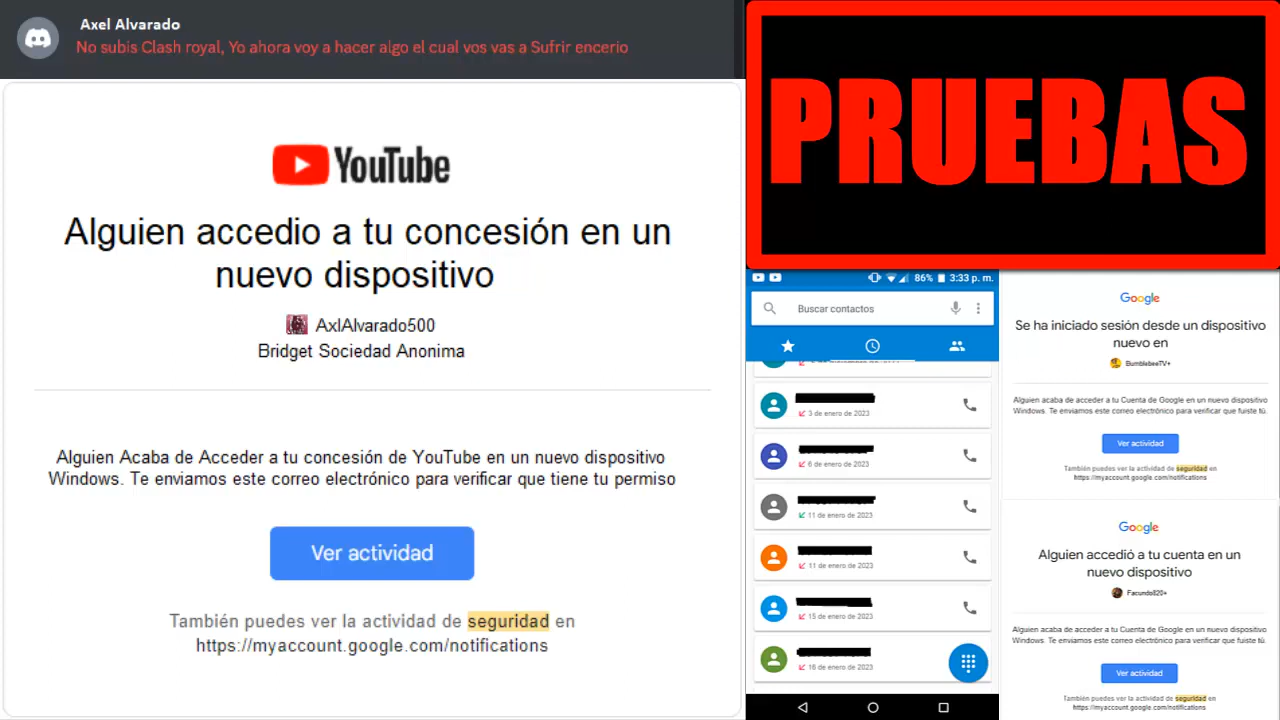 Axel Alvarado
No subis Clash royal, Yo ahora voy a hacer algo el cual vos vas a Sufrir encerio
YouTube
Alguien accedio a tu concesión en un
nuevo dispositivo
AxlAlvarado500
Bridget Sociedad Anonima
Alguien Acaba de Acceder a tu concesión de YouTube en un nuevo dispositivo
Windows. Te enviamos este correo electrónico para verificar que tiene tu permiso
Ver actividad
También puedes ver la actividad de seguridad en
https://myaccount.google.com/notifications
PRUEBAS
86% 3:33 p. m.
Buscar contactos
3 de enero de 2023
6 de enero de 2023
11 de enero de 2023
11 de enero de 2023
15 de enero de 2023
16 de enero de 2023
Google
Se ha iniciado sesión desde un dispositivo
nuevo en
BumblebeeTV+
Alguien acaba de acceder a tu Cuenta de Google en un nuevo dispositivo
Windows. Te enviamos este correo electrónico para verificar que fuiste tú.
Ver actividad
También puedes ver la actividad de seguridad en
https://myaccount.google.com/notifications
Google
Alguien accedió a tu cuenta en un
nuevo dispositivo
Facundo820+
Alguien acaba de acceder a tu Cuenta de Google en un nuevo dispositivo
Windows. Te enviamos este correo electrónico para verificar que fuiste tú.
Ver actividad
También puedes ver la actividad de seguridad en
https://myaccount.google.com/notifications